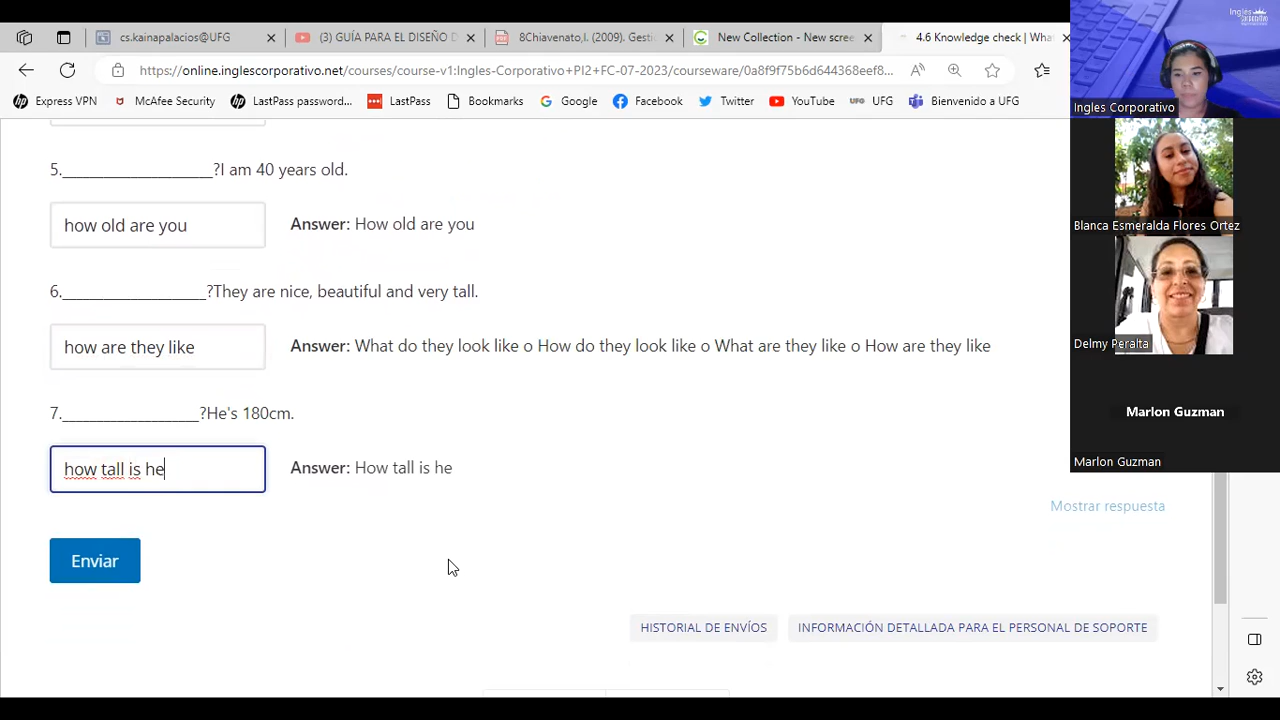 cs.kainapalacios@UFG
(3) GUÍA PARA EL DISEÑO D
8Chiavenato,I. (2009). Gesti
New Collection - New scree
4.6 Knowledge check | Wha
https://online.inglescorporativo.net/courses/course-v1:Ingles-Corporativo+PI2+FC-07-2023/courseware/0a8f9f75b6d644368eef8...
Express VPN
McAfee Security
LastPass password...
LastPass
Bookmarks
Google
Facebook
Twitter
YouTube
UFG
Bienvenido a UFG
5.____________________?I am 40 years old.
how old are you
Answer: How old are you
6.___________________?They are nice, beautiful and very tall.
how are they like
Answer: What do they look like o How do they look like o What are they like o How are they like
7.__________________?He's 180cm.
how tall is he
Answer: How tall is he
Mostrar respuesta
Enviar
HISTORIAL DE ENVÍOS
INFORMACIÓN DETALLADA PARA EL PERSONAL DE SOPORTE
Ingles
corporativo
Ingles Corporativo
Blanca Esmeralda Flores Ortez
Delmy Peralta
Marlon Guzman
Marlon Guzman